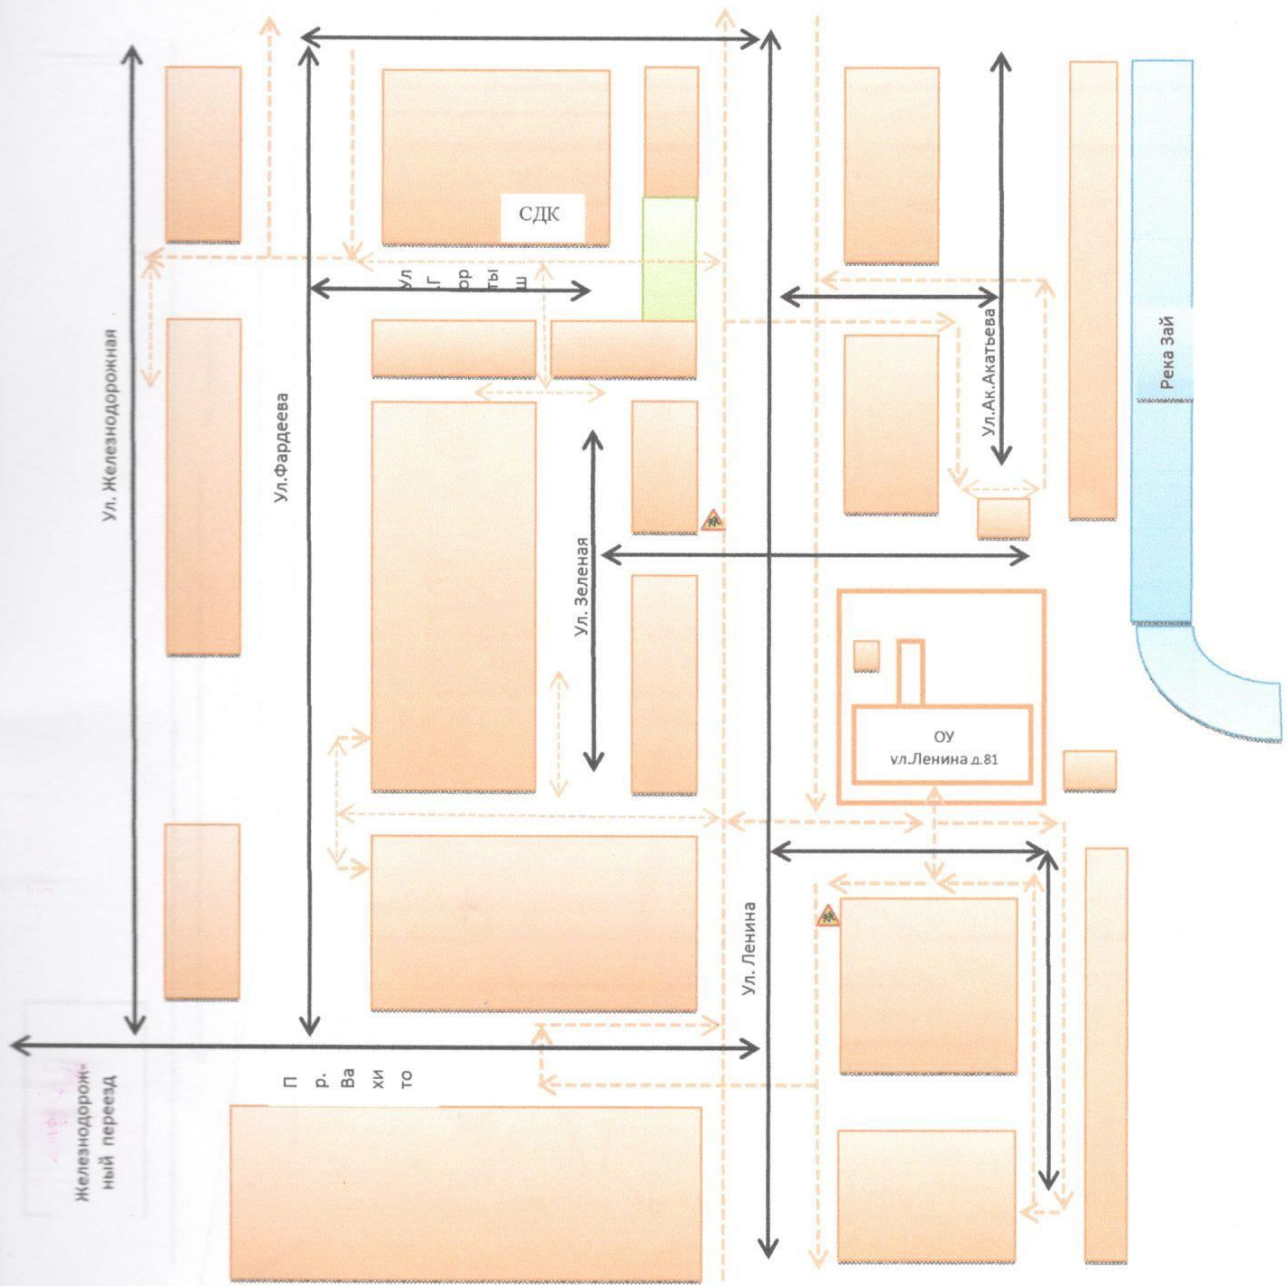 СДК
Ул
.Г
ор
ты
ш
Ул. Железнодорожная
Ул.Фардеева
Ул.Ак.Акатьева
Река Зай
Ул. Зеленая
ОУ
ул.Ленина д.81
Ул. Ленина
П
р.
Ва
хи
то
Железнодорож-
ный переезд